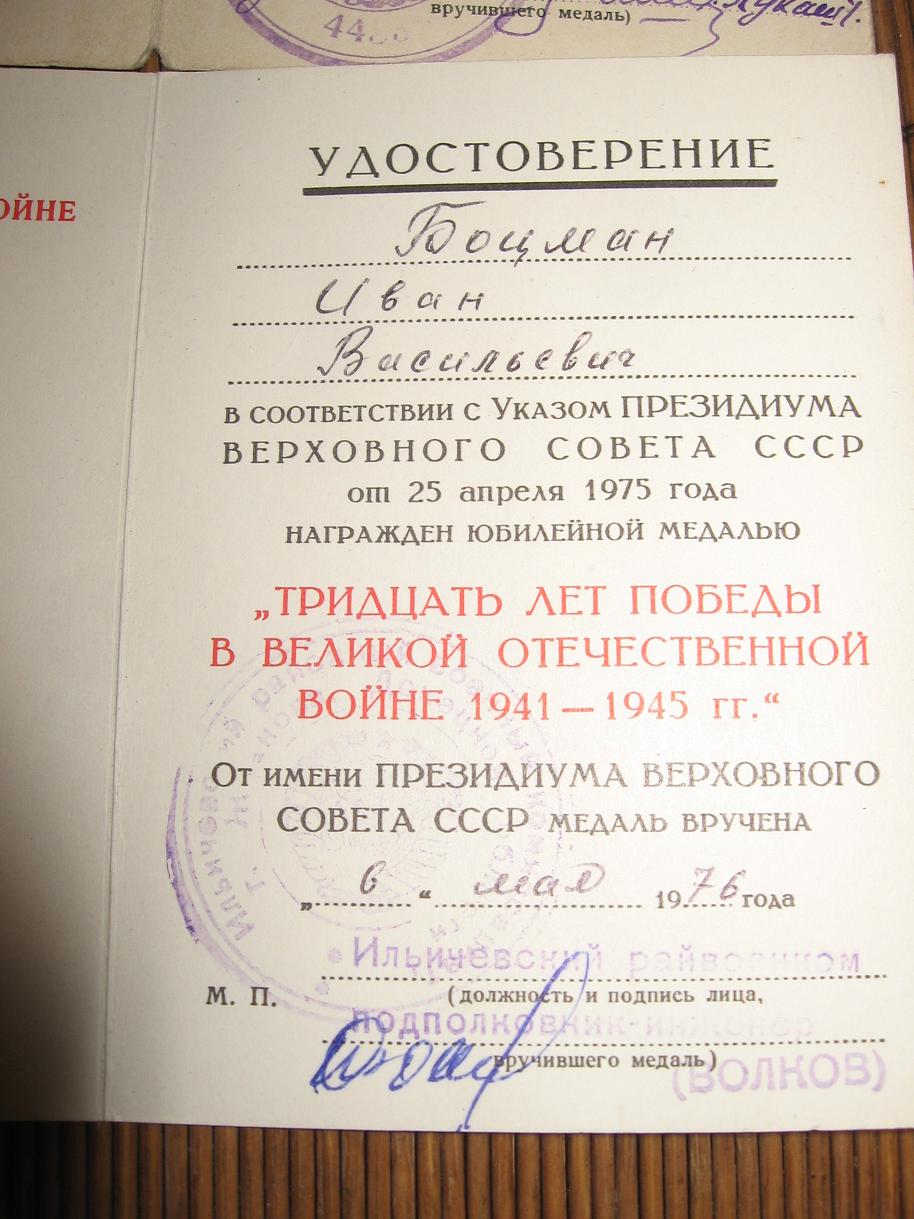 вручившего медаль)
ОЙНЕ
УДОСТОВЕРЕНИЕ
Боцман
Иван
Васильевич
в соответствии с Указом ПРЕЗИДИУМА
ВЕРХОВНОГО СОВЕТА СССР
от 25 апреля 1975 года
награжден юбилейной медалью
„ТРИДЦАТЬ ЛЕТ ПОБЕДЫ
В ВЕЛИКОЙ ОТЕЧЕСТВЕННОЙ
ВОЙНЕ 1941—1945 гг.“
От имени ПРЕЗИДИУМА ВЕРХОВНОГО
СОВЕТА СССР медаль вручена
„6“ мая 1976 года
Ильичевский райвоенком
М. П. (должность и подпись лица,
подполковник-инженер
вручившего медаль)
(ВОЛКОВ)